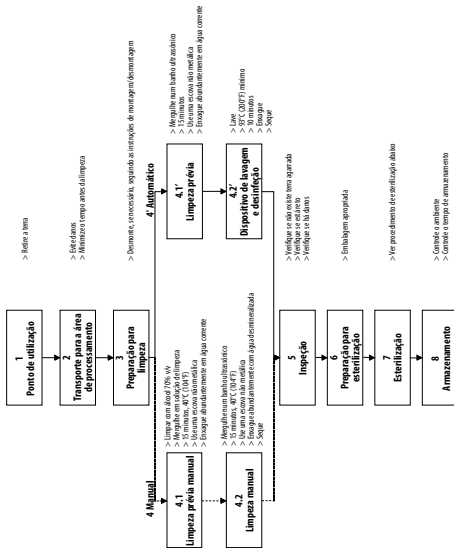 1
Ponto de utilização
> Retire a terra
2
Transporte para a área
de processamento
> Evite danos
> Minimize o tempo antes da limpeza
3
Preparação para
limpeza
> Desmonte, se necessário, seguindo as instruções de montagem/desmontagem
4 Manual
4.1
Limpeza prévia manual
> Limpar com álcool 70% v/v
> Mergulhe em solução de limpeza
> 15 minutos, 40°C (104°F)
> Use uma escova não metálica
> Enxague abundantemente em água corrente
4.2
Limpeza manual
> Mergulhe num banho ultrasónico
> 15 minutos, 40°C (104°F)
> Use uma escova não metálica
> Enxague abundantemente com água desmineralizada
> Seque
4' Automático
4.1'
Limpeza prévia
> Mergulhe num banho ultrasónico
> 15 minutos
> Use uma escova não metálica
> Enxague abundantemente em água corrente
4.2'
Dispositivo de lavagem
e desinfeção
> Lave
> 93°C (200°F) mínimo
> 10 minutos
> Enxague
> Seque
5
Inspeção
> Verifique se não existe terra agarrada
> Verifique se está reto
> Verifique se há danos
6
Preparação para
esterilização
> Embalagem apropriada
7
Esterilização
> Ver procedimento de esterilização abaixo
8
Armazenamento
> Controle o ambiente
> Controle o tempo de armazenamento